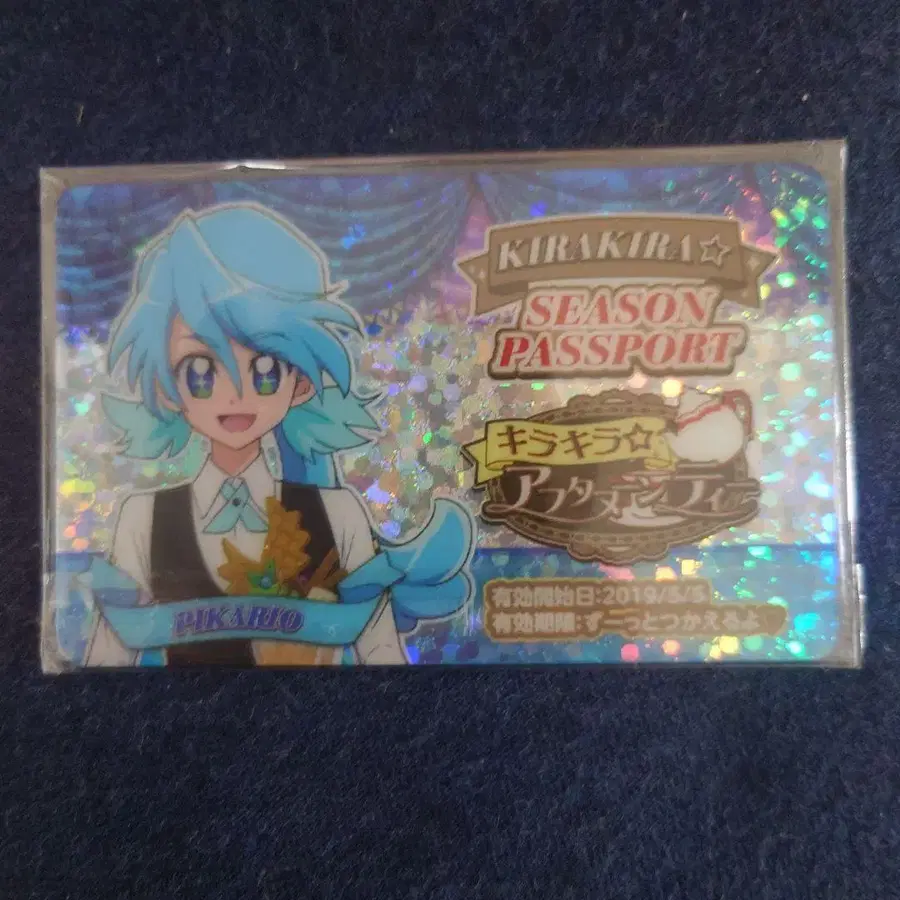 KIRAKIRA☆
SEASON
PASSPORT
キラキラ☆
アフタヌーンティー
PIKARIO
有効開始日:2019/5/5
有効期限:ずーっとつかえるよ